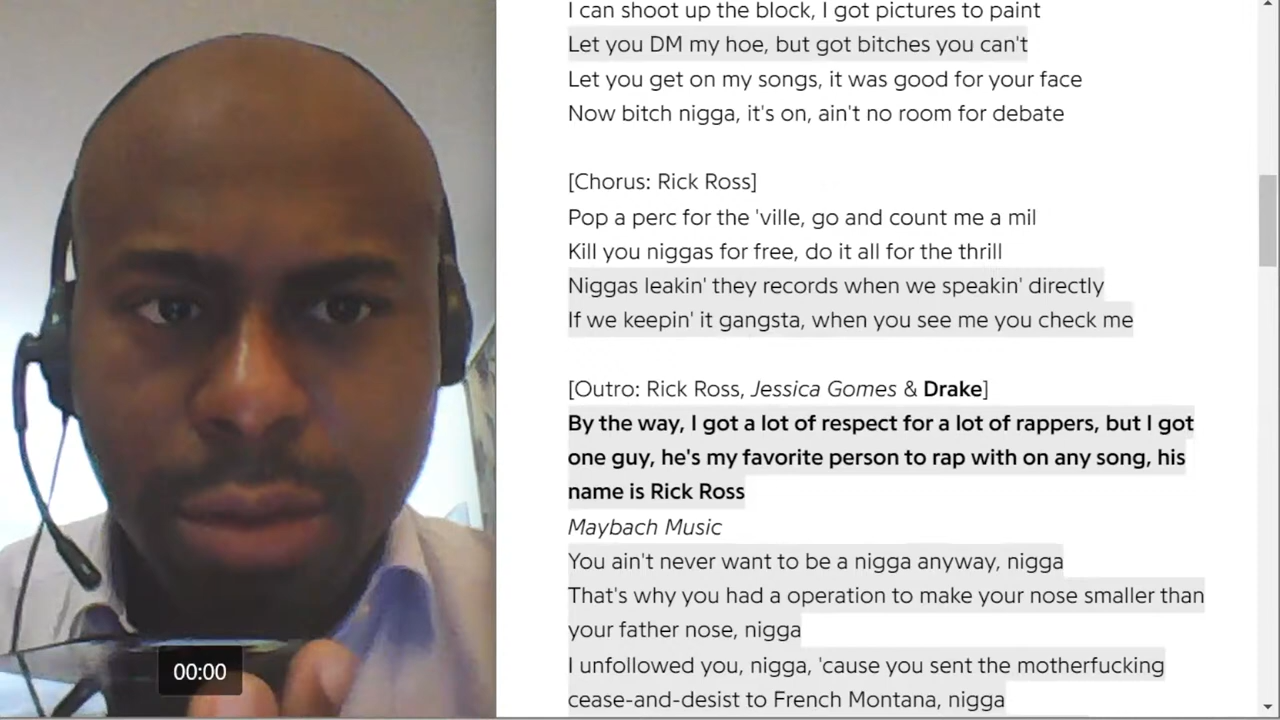 I can shoot up the block, I got pictures to paint
Let you DM my hoe, but got bitches you can't
Let you get on my songs, it was good for your face
Now bitch nigga, it's on, ain't no room for debate
[Chorus: Rick Ross]
Pop a perc for the 'ville, go and count me a mil
Kill you niggas for free, do it all for the thrill
Niggas leakin' they records when we speakin' directly
If we keepin' it gangsta, when you see me you check me
[Outro: Rick Ross, Jessica Gomes & Drake]
By the way, I got a lot of respect for a lot of rappers, but I got
one guy, he's my favorite person to rap with on any song, his
name is Rick Ross
Maybach Music
You ain't never want to be a nigga anyway, nigga
That's why you had a operation to make your nose smaller than
your father nose, nigga
I unfollowed you, nigga, 'cause you sent the motherfucking
cease-and-desist to French Montana, nigga
00:00